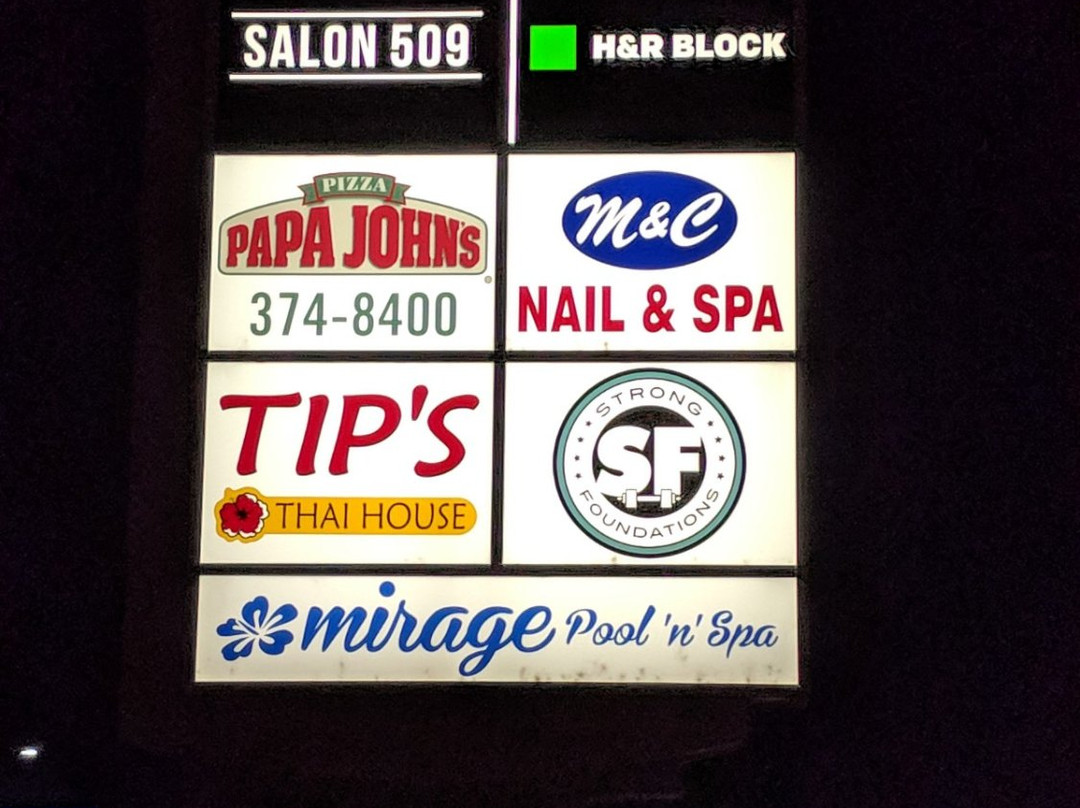 SALON 509
H&R BLOCK
PIZZA
PAPA JOHN'S
374-8400
M&C
NAIL & SPA
TIP'S
THAI HOUSE
STRONG
SF
FOUNDATIONS
mirage Pool 'n' Spa